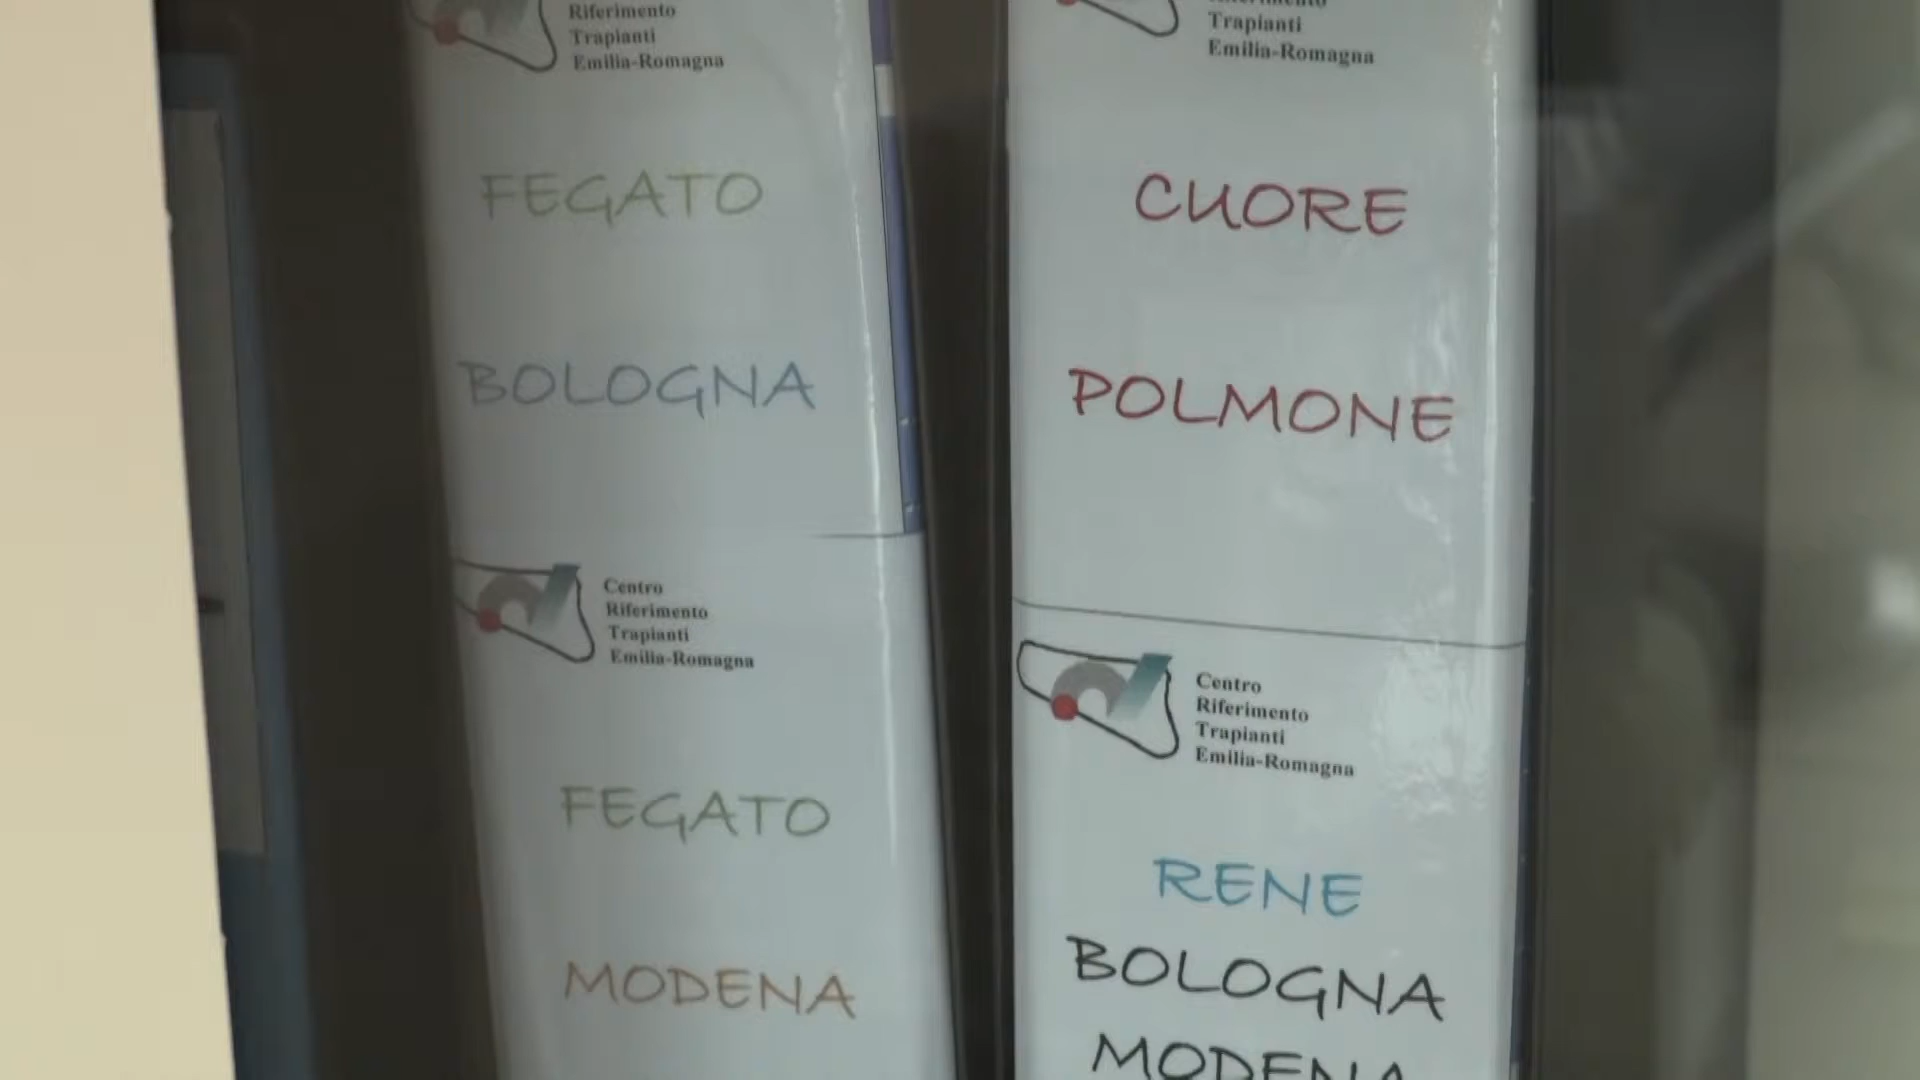 Riferimento
Trapianti
Emilia-Romagna
FEGATO
BOLOGNA
Centro
Riferimento
Trapianti
Emilia-Romagna
FEGATO
MODENA
Trapianti
Emilia-Romagna
CUORE
POLMONE
Centro
Riferimento
Trapianti
Emilia-Romagna
RENE
BOLOGNA
MODENA